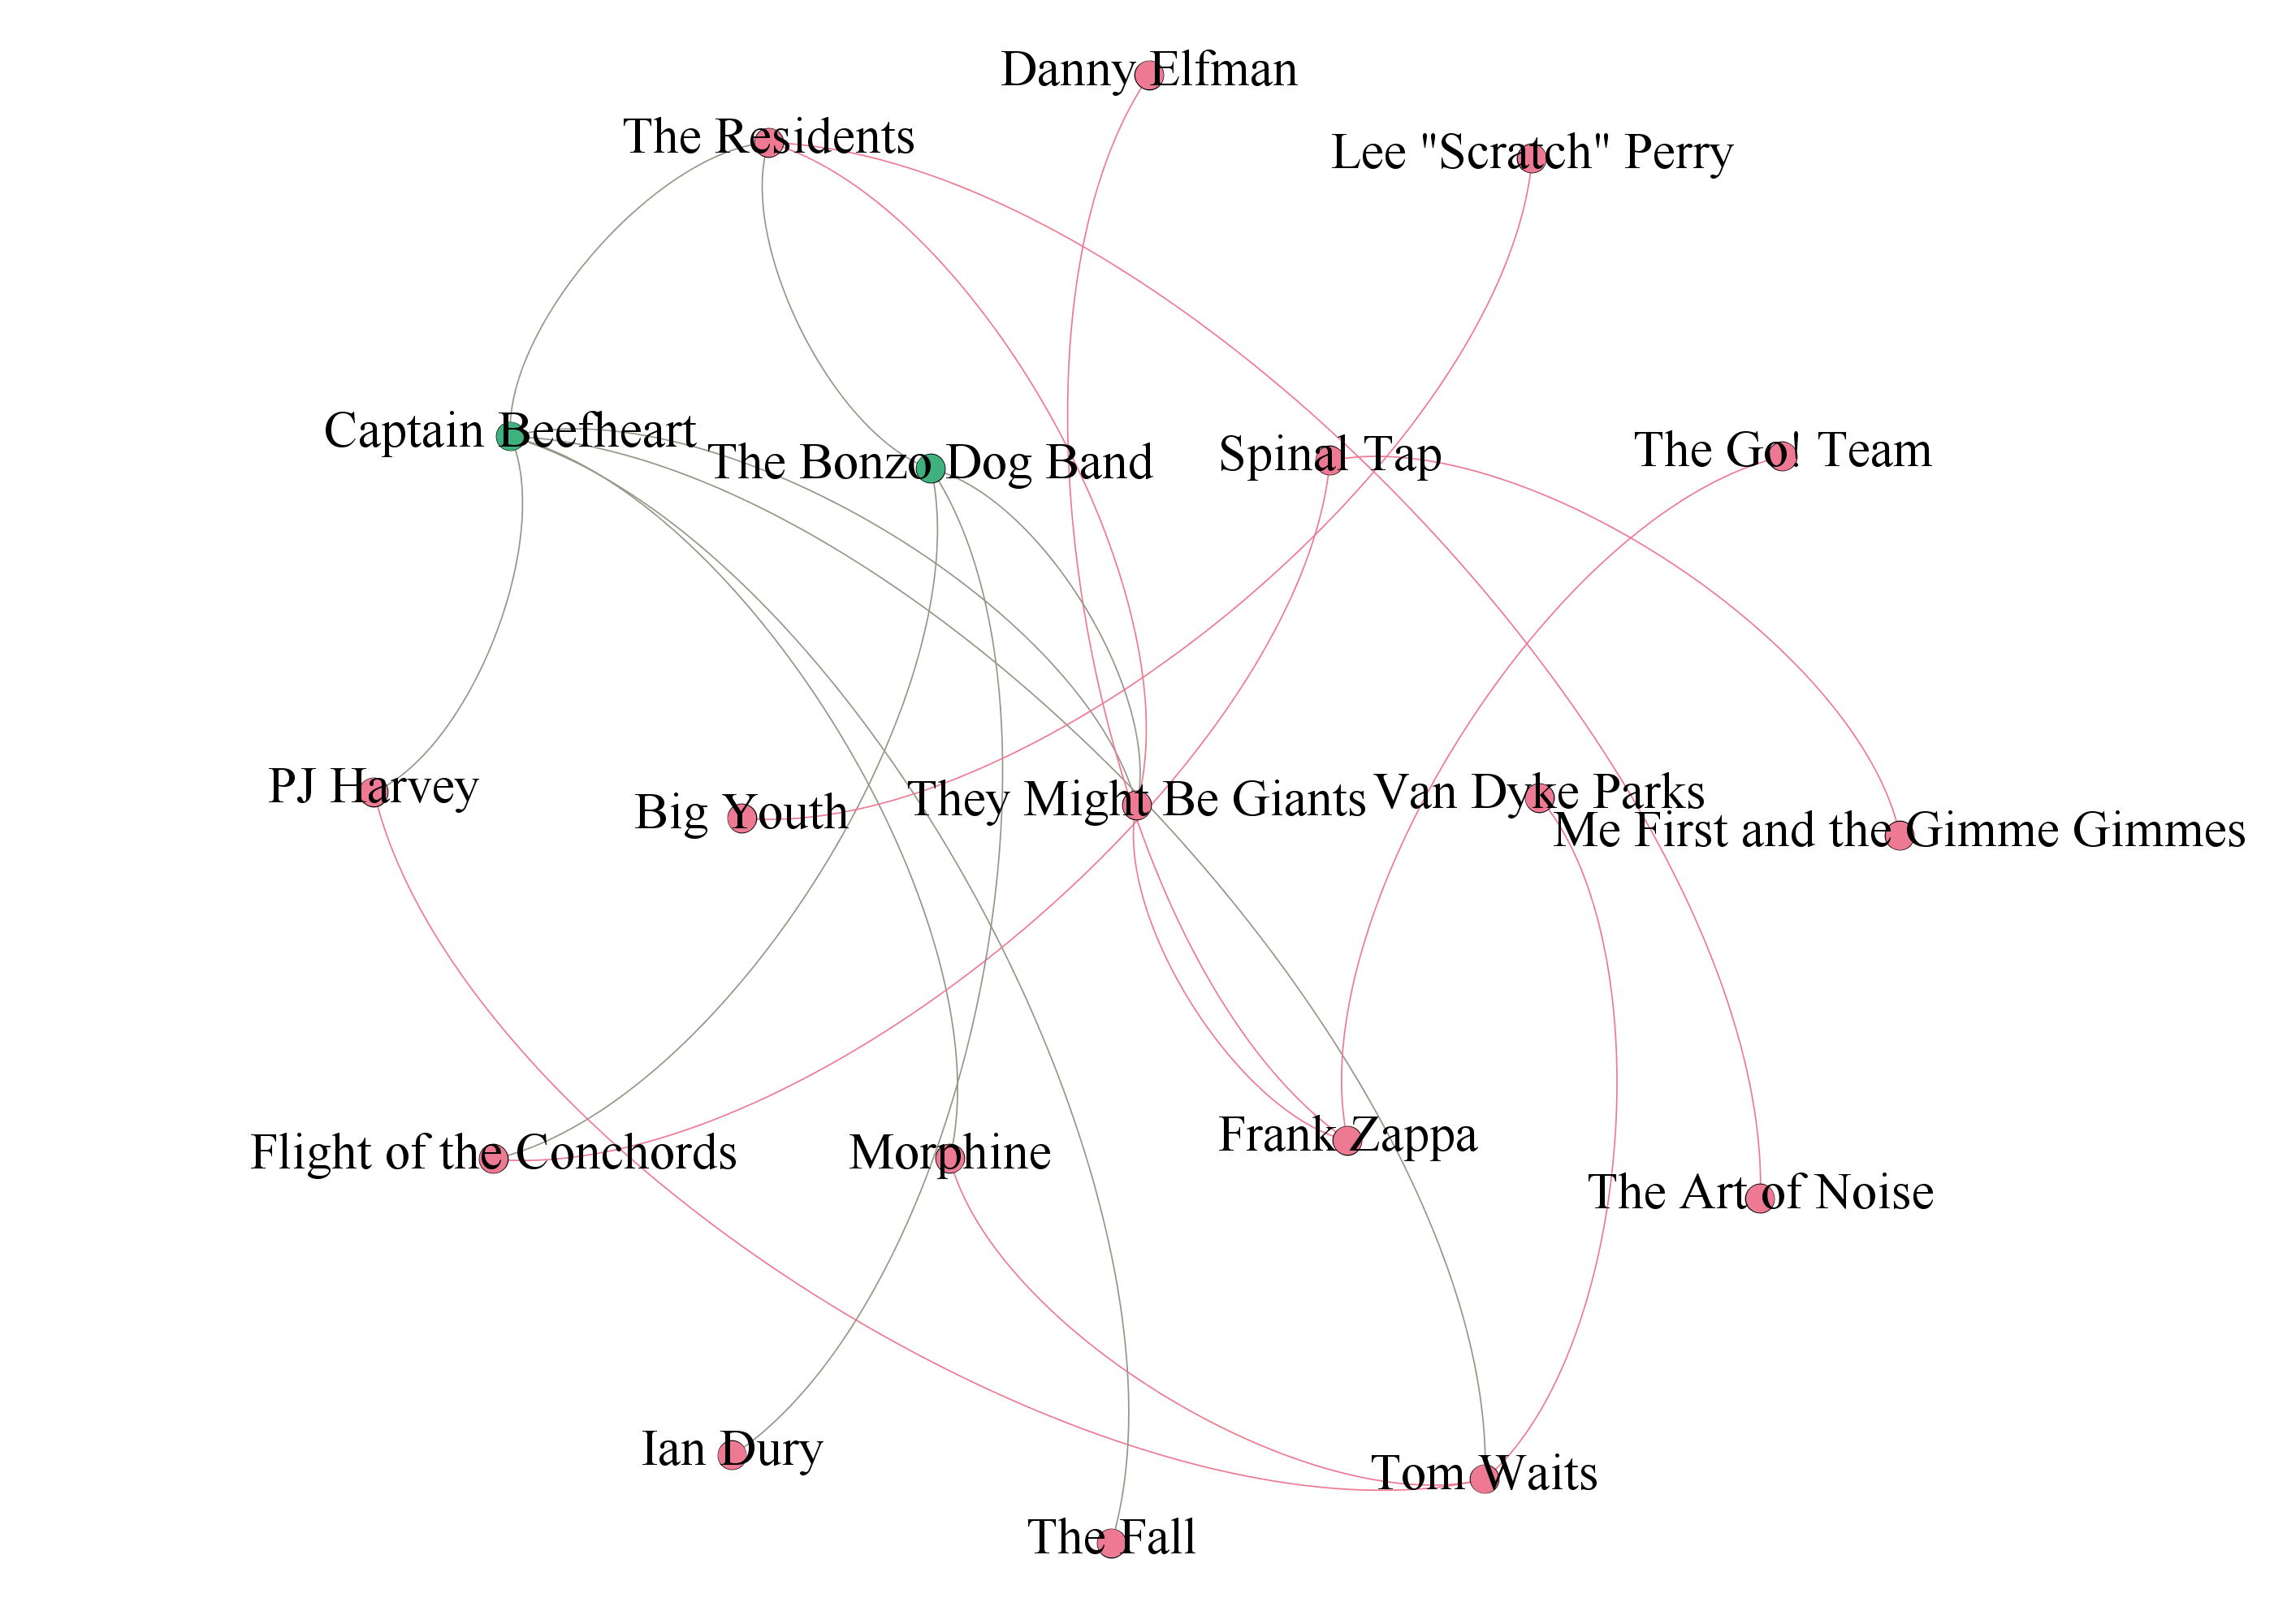 Danny Elfman
The Residents
Lee "Scratch" Perry
Captain Beefheart
The Bonzo Dog Band
Spinal Tap
The Go! Team
PJ Harvey
Big Youth
They Might Be Giants
Van Dyke Parks
Me First and the Gimme Gimmes
Flight of the Conchords
Morphine
Frank Zappa
The Art of Noise
Ian Dury
Tom Waits
The Fall